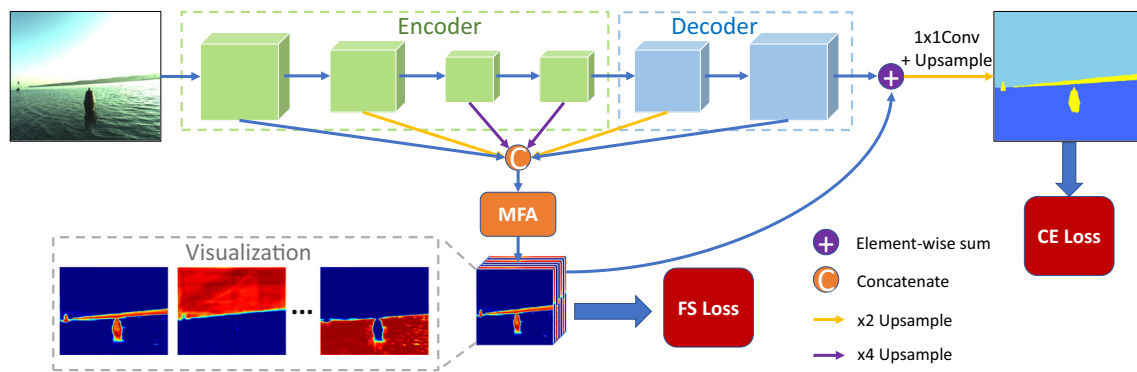 Encoder
Decoder
1x1Conv
+ Upsample
+
C
MFA
CE Loss
Visualization
...
FS Loss
+ Element-wise sum
C Concatenate
x2 Upsample
x4 Upsample